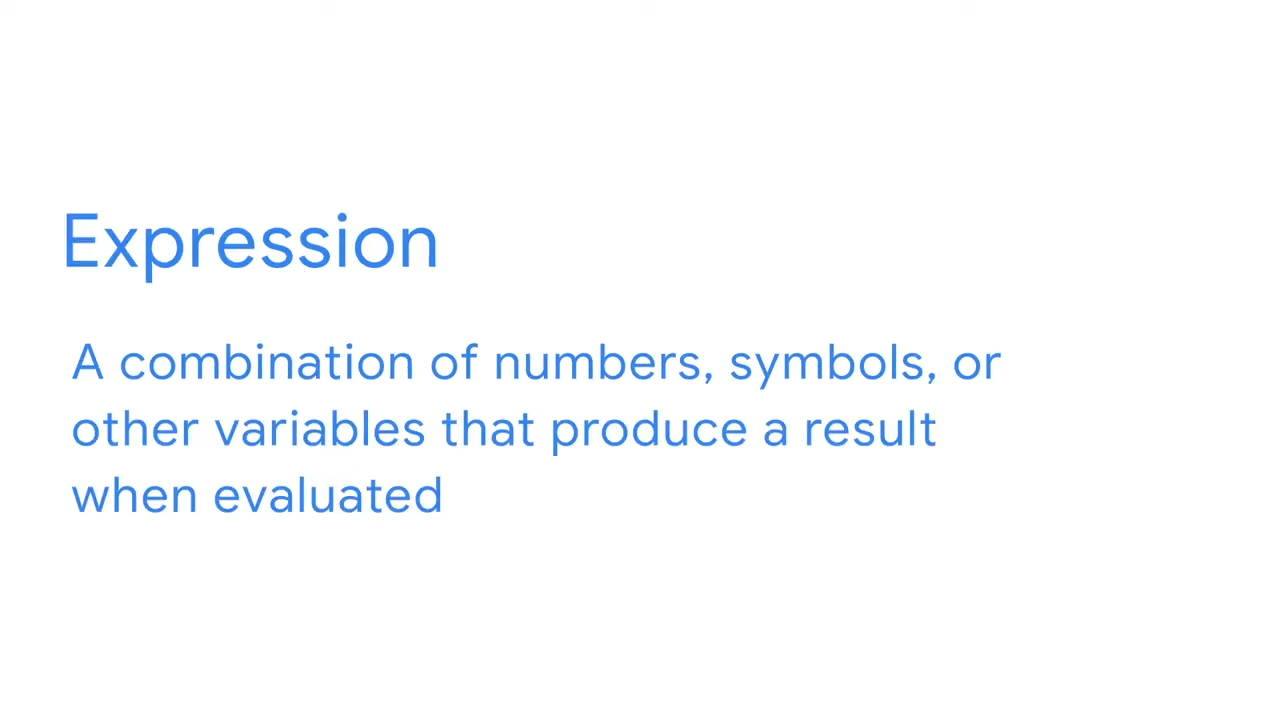 Expression
A combination of numbers, symbols, or
other variables that produce a result
when evaluated